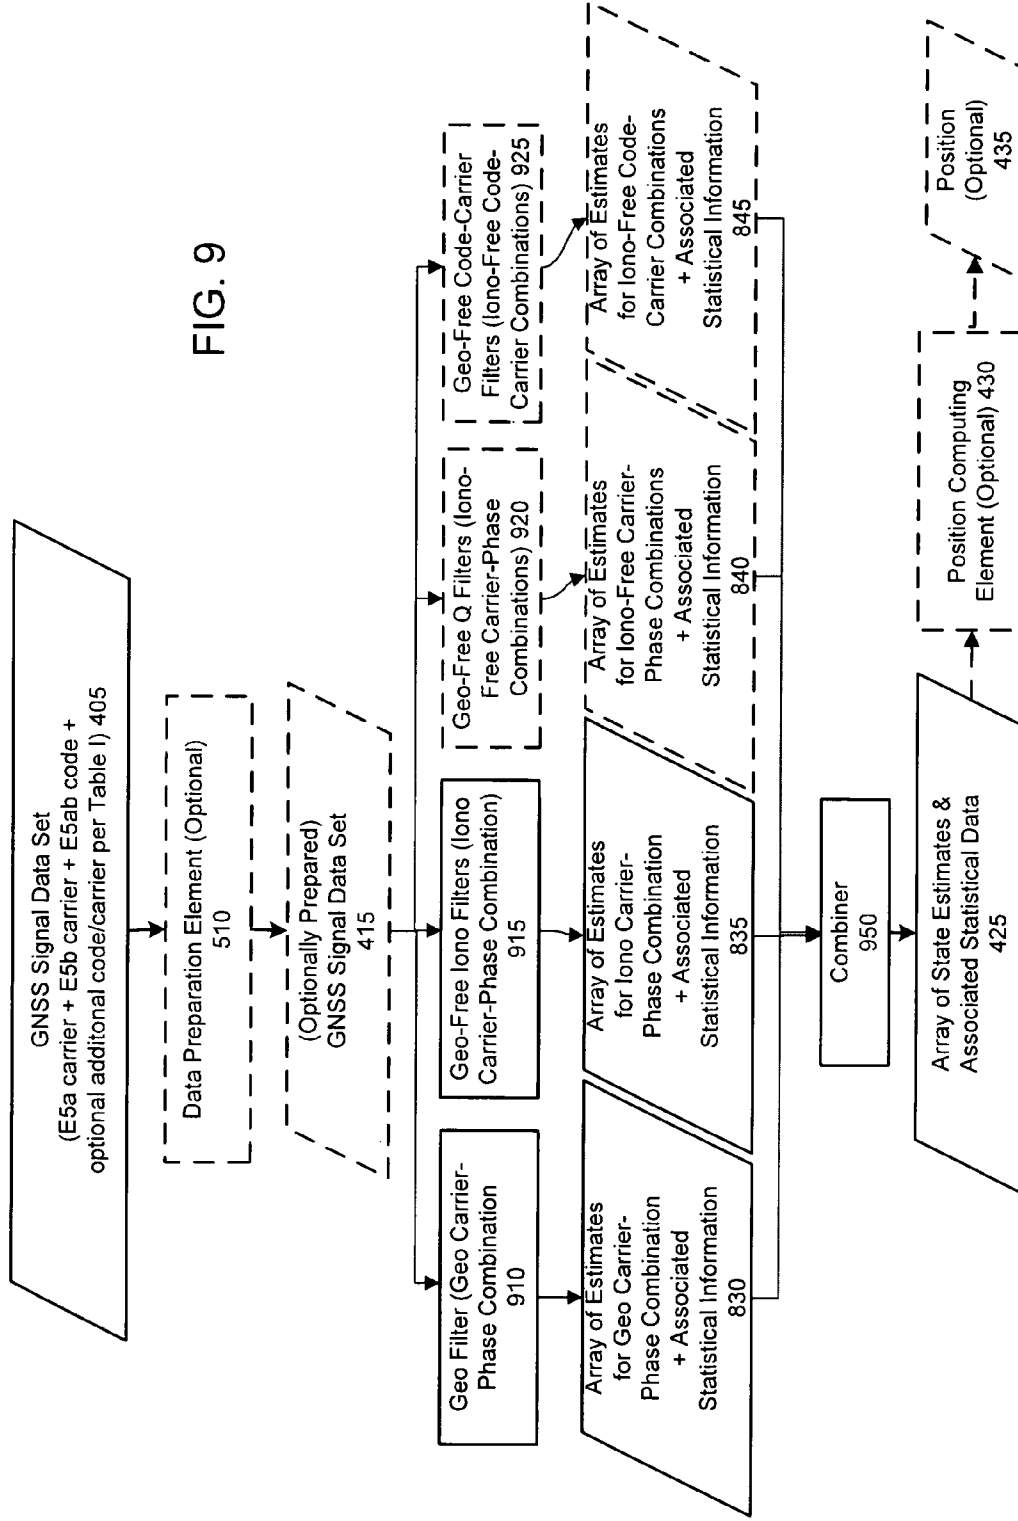 FIG. 9
GNSS Signal Data Set
(E5a carrier + E5b carrier + E5ab code +
optional additonal code/carrier per Table I) 405
Data Preparation Element (Optional)
510
(Optionally Prepared)
GNSS Signal Data Set
415
Geo Filter (Geo Carrier-
Phase Combination
910
Geo-Free Iono Filters (Iono
Carrier-Phase Combination)
915
Geo-Free Q Filters (Iono-
Free Carrier-Phase
Combinations) 920
Geo-Free Code-Carrier
Filters (Iono-Free Code-
Carrier Combinations) 925
Array of Estimates
for Geo Carrier-
Phase Combination
+ Associated
Statistical Information
830
Array of Estimates
for Iono Carrier-
Phase Combination
+ Associated
Statistical Information
835
Array of Estimates
for Iono-Free Carrier-
Phase Combinations
+ Associated
Statistical Information
840
Array of Estimates
for Iono-Free Code-
Carrier Combinations
+ Associated
Statistical Information
845
Combiner
950
Array of State Estimates &
Associated Statistical Data
425
Position Computing
Element (Optional) 430
Position
(Optional)
435